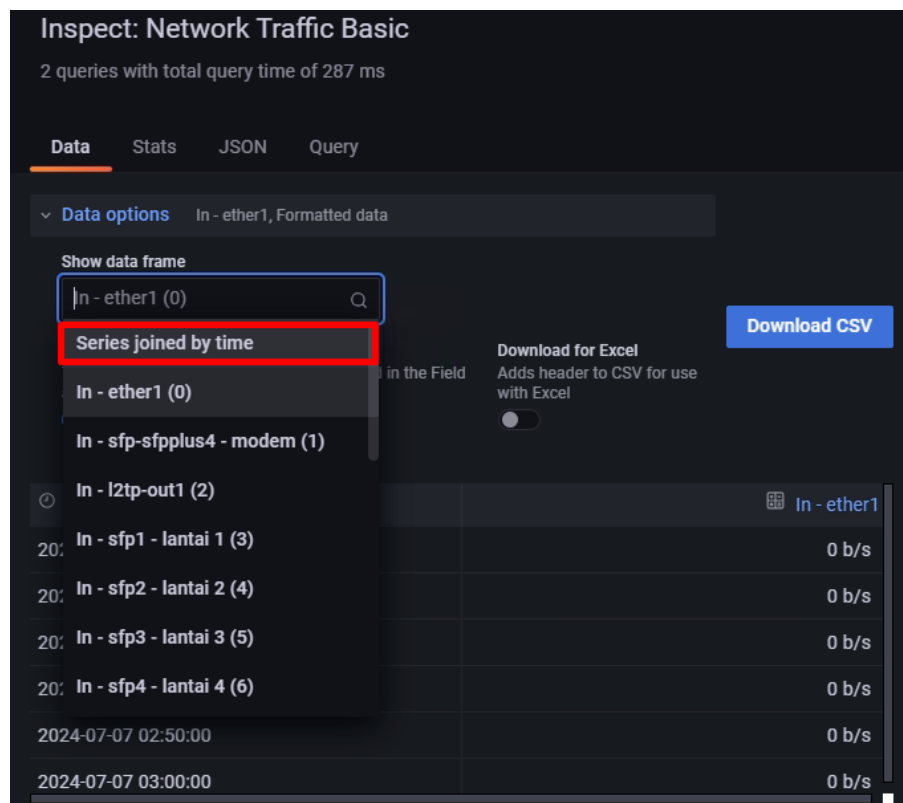 Inspect: Network Traffic Basic
2 queries with total query time of 287 ms
Data Stats JSON Query
Data options In - ether1, Formatted data
Show data frame
In - ether1 (0)
Download CSV
Series joined by time
Download for Excel
in the Field
Adds header to CSV for use
with Excel
In - ether1 (0)
In - sfp-sfpplus4 - modem (1)
In - l2tp-out1 (2)
In - ether1
In - sfp1 - lantai 1 (3)
0 b/s
In - sfp2 - lantai 2 (4)
0 b/s
In - sfp3 - lantai 3 (5)
0 b/s
In - sfp4 - lantai 4 (6)
0 b/s
2024-07-07 02:50:00 0 b/s
2024-07-07 03:00:00 0 b/s